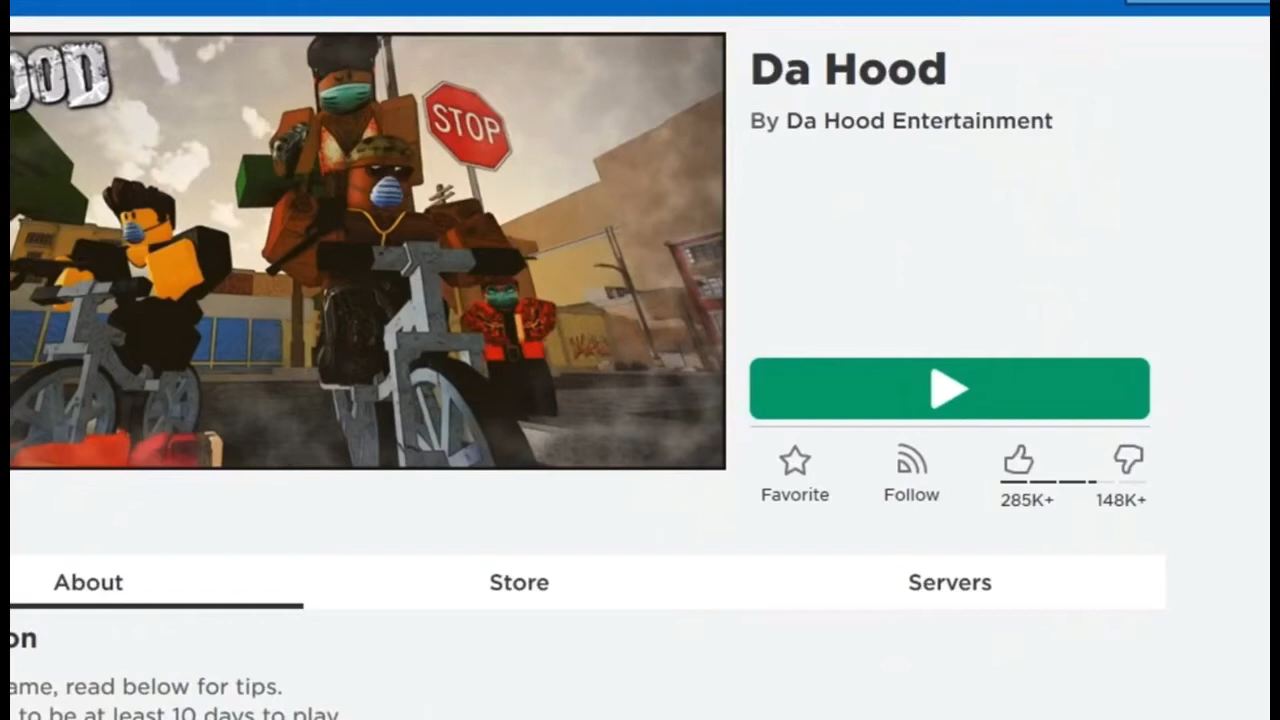 OOD
STOP
Da Hood
By Da Hood Entertainment
Favorite
Follow
285K+
148K+
About
Store
Servers
on
ame, read below for tips.
to be at least 10 days to play